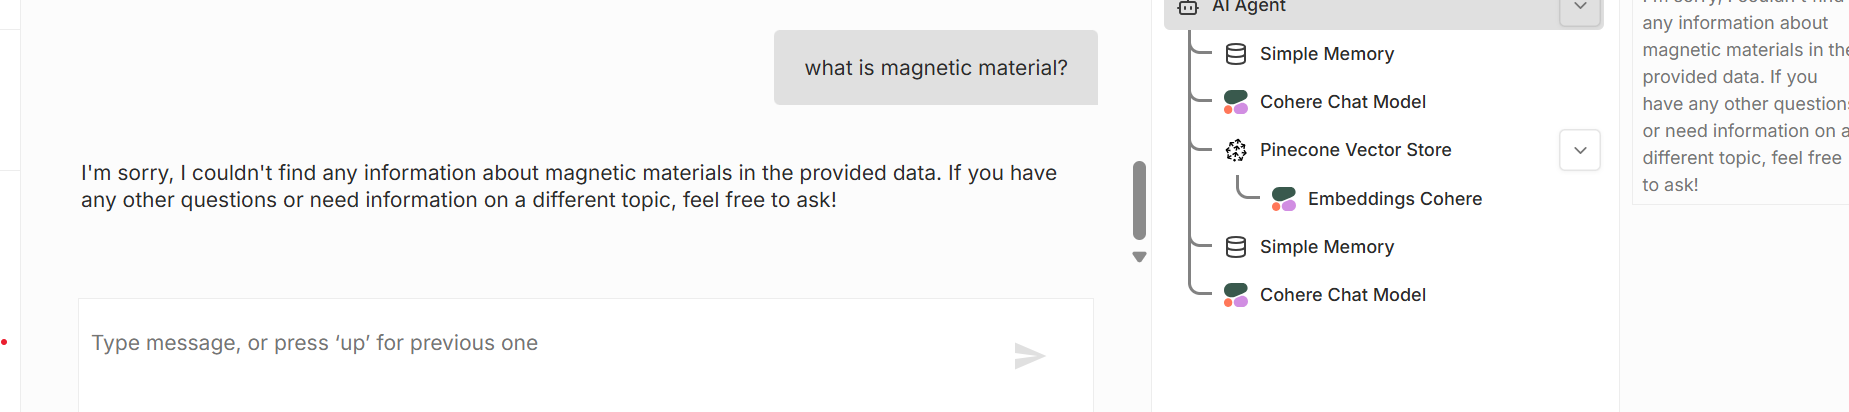 what is magnetic material?
I'm sorry, I couldn't find any information about magnetic materials in the provided data. If you have
any other questions or need information on a different topic, feel free to ask!
Type message, or press ‘up’ for previous one
AI Agent
Simple Memory
Cohere Chat Model
Pinecone Vector Store
Embeddings Cohere
Simple Memory
Cohere Chat Model
I'm sorry, I couldn't find
any information about
magnetic materials in the
provided data. If you
have any other questions
or need information on a
different topic, feel free
to ask!